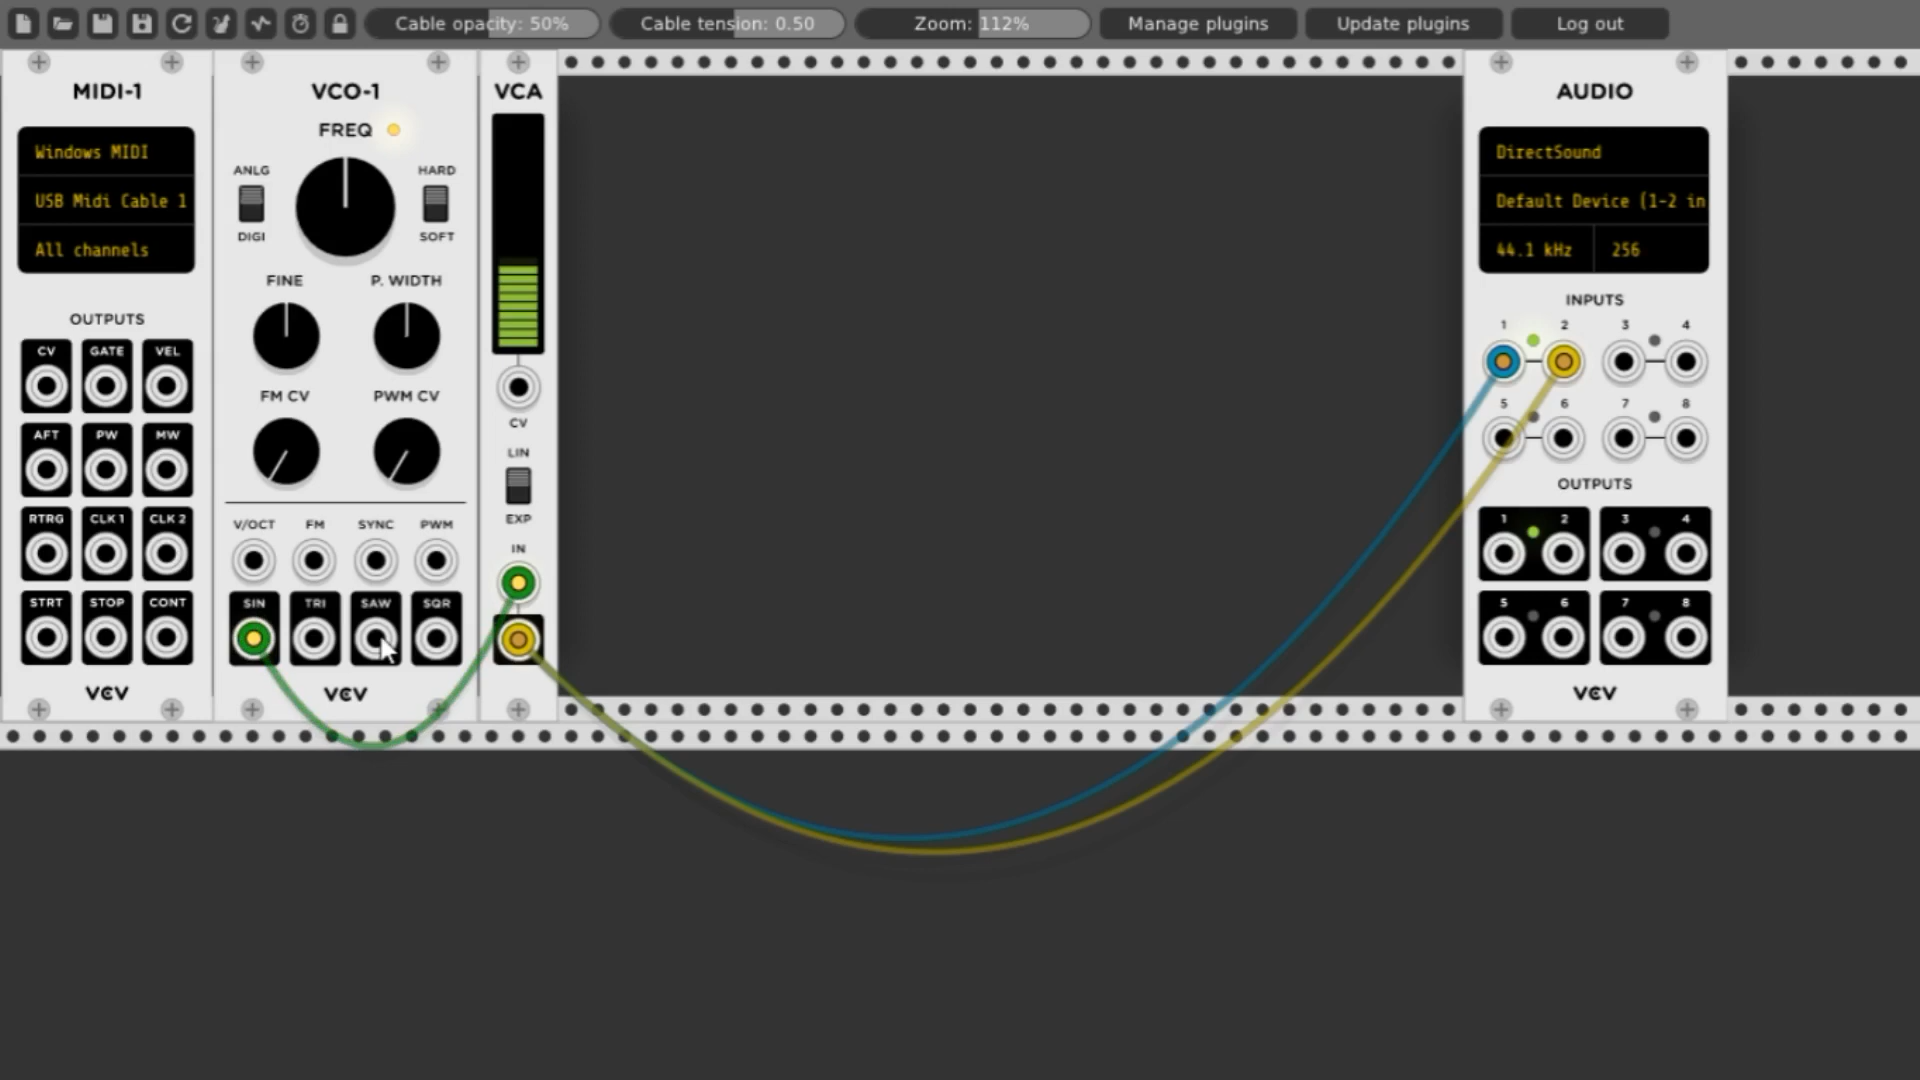 Cable opacity: 50% Cable tension: 0.50 Zoom: 112% Manage plugins Update plugins Log out
MIDI-1
Windows MIDI
USB Midi Cable 1
All channels
OUTPUTS
CV GATE VEL
AFT PW MW
RTRG CLK 1 CLK 2
STRT STOP CONT
VCV
VCO-1
FREQ
ANLG HARD
DIGI SOFT
FINE P. WIDTH
FM CV PWM CV
V/OCT FM SYNC PWM
SIN TRI SAW SQR
VCV
VCA
CV
LIN
EXP
IN
AUDIO
DirectSound
Default Device (1-2 in
44.1 kHz 256
INPUTS
1 2 3 4
5 6 7 8
OUTPUTS
1 2 3 4
5 6 7 8
VCV